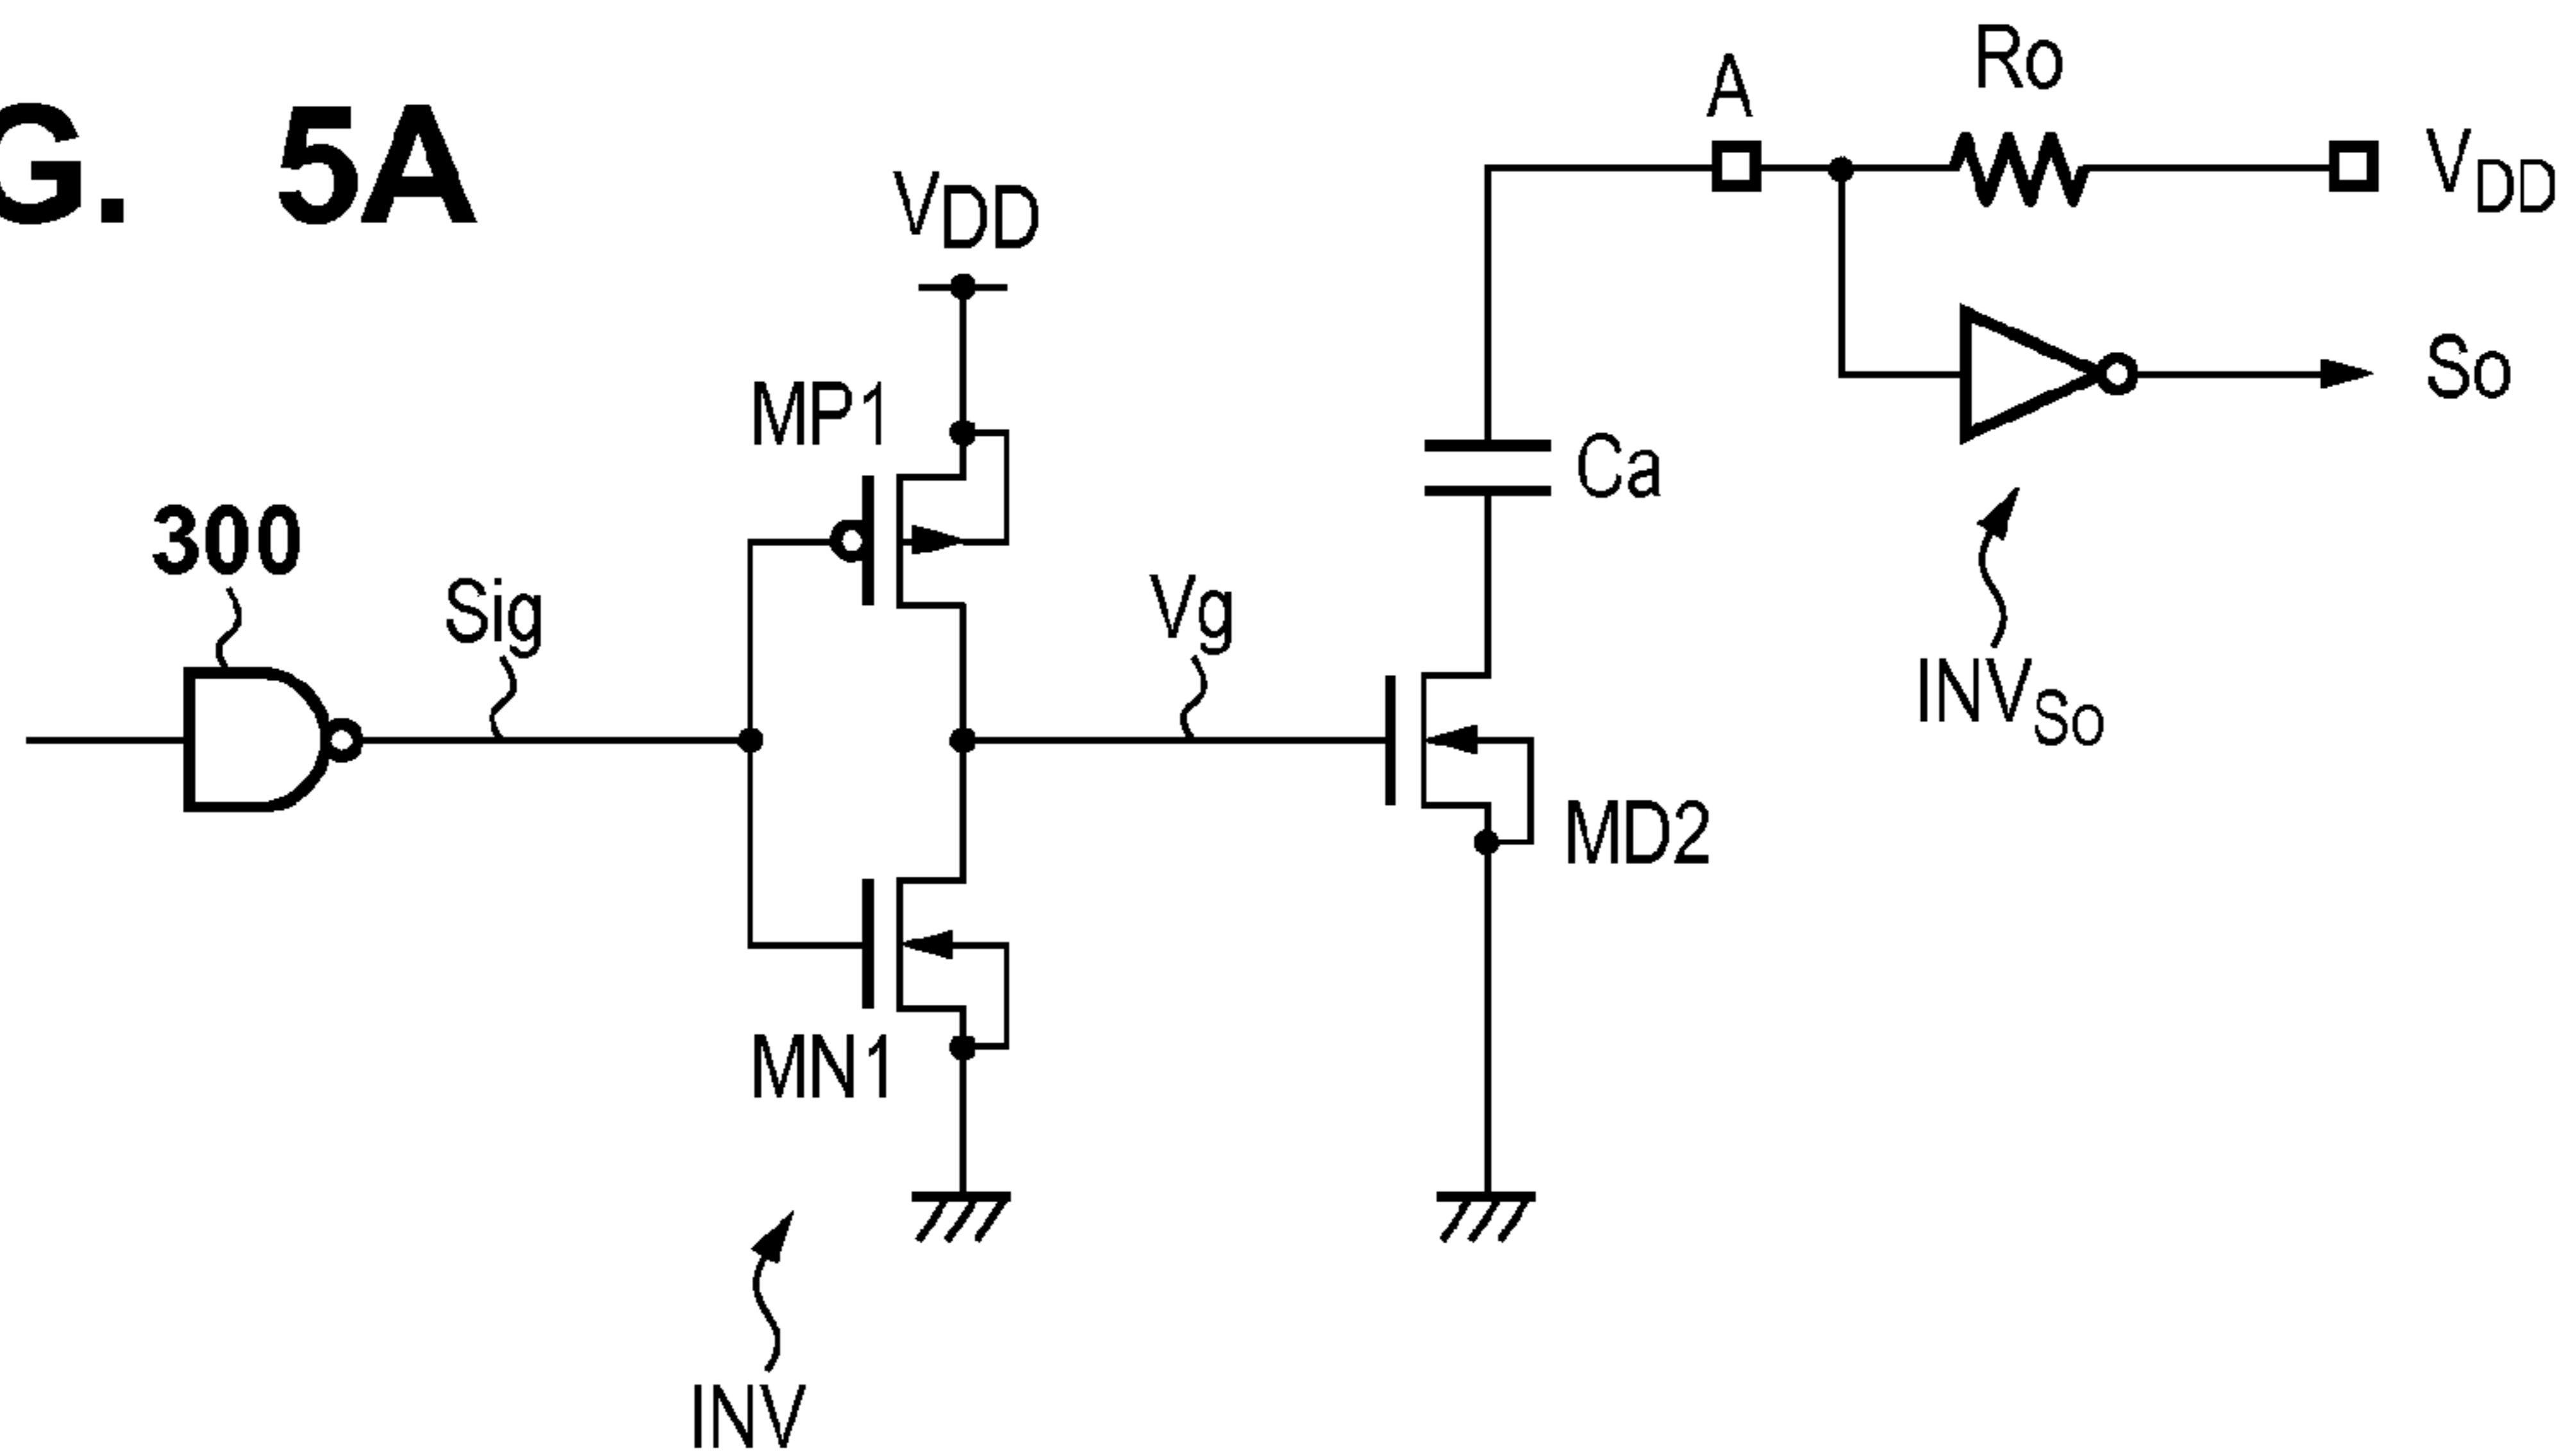 G. 5A
A
Ro
VDD
VDD
So
MP1
Ca
300
Sig
Vg
INVSo
MD2
MN1
INV